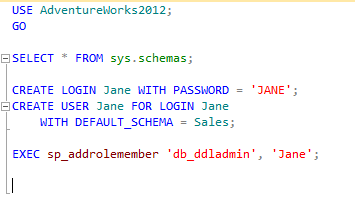 USE AdventureWorks2012;
GO
SELECT * FROM sys.schemas;
CREATE LOGIN Jane WITH PASSWORD = 'JANE';
CREATE USER Jane FOR LOGIN Jane
WITH DEFAULT_SCHEMA = Sales;
EXEC sp_addrolemember 'db_ddladmin', 'Jane';